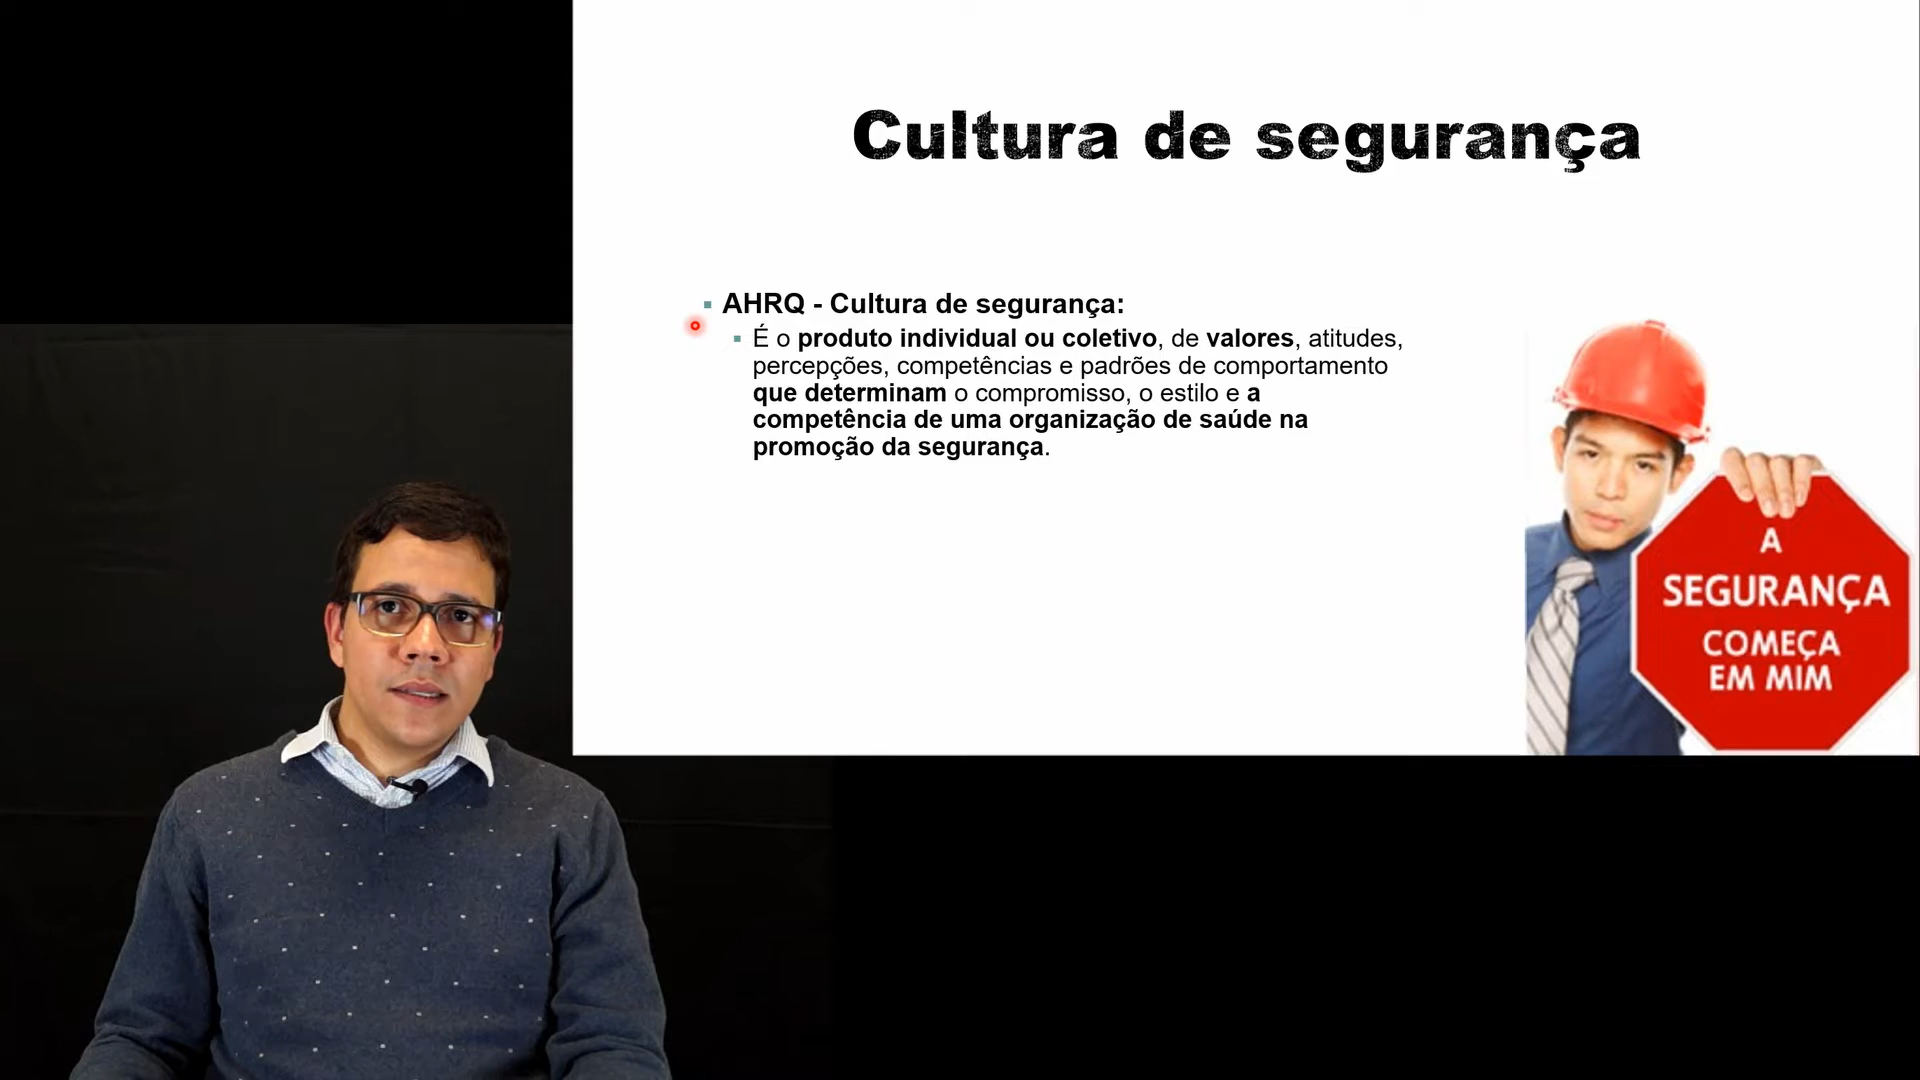 Cultura de segurança
AHRQ - Cultura de segurança:
É o produto individual ou coletivo, de valores, atitudes,
percepções, competências e padrões de comportamento
que determinam o compromisso, o estilo e a
competência de uma organização de saúde na
promoção da segurança.
A
SEGURANÇA
COMEÇA
EM MIM